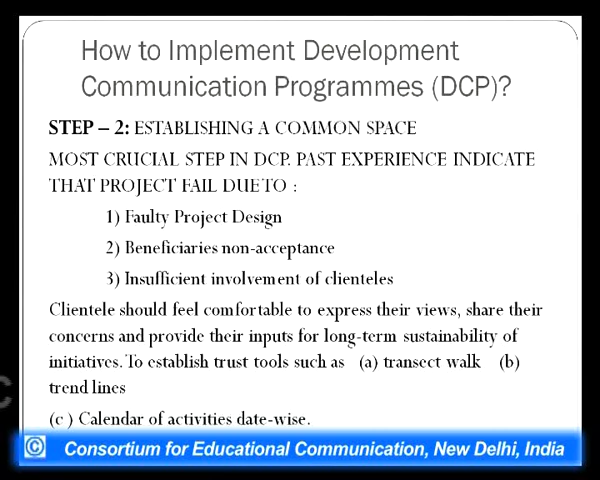 How to Implement Development
Communication Programmes (DCP)?
STEP – 2: ESTABLISHING A COMMON SPACE
MOST CRUCIAL STEP IN DCP. PAST EXPERIENCE INDICATE
THAT PROJECT FAIL DUE TO :
1) Faulty Project Design
2) Beneficiaries non-acceptance
3) Insufficient involvement of clienteles
Clientele should feel comfortable to express their views, share their
concerns and provide their inputs for long-term sustainability of
initiatives. To establish trust tools such as (a) transect walk (b)
trend lines
(c ) Calendar of activities date-wise.
© Consortium for Educational Communication, New Delhi, India